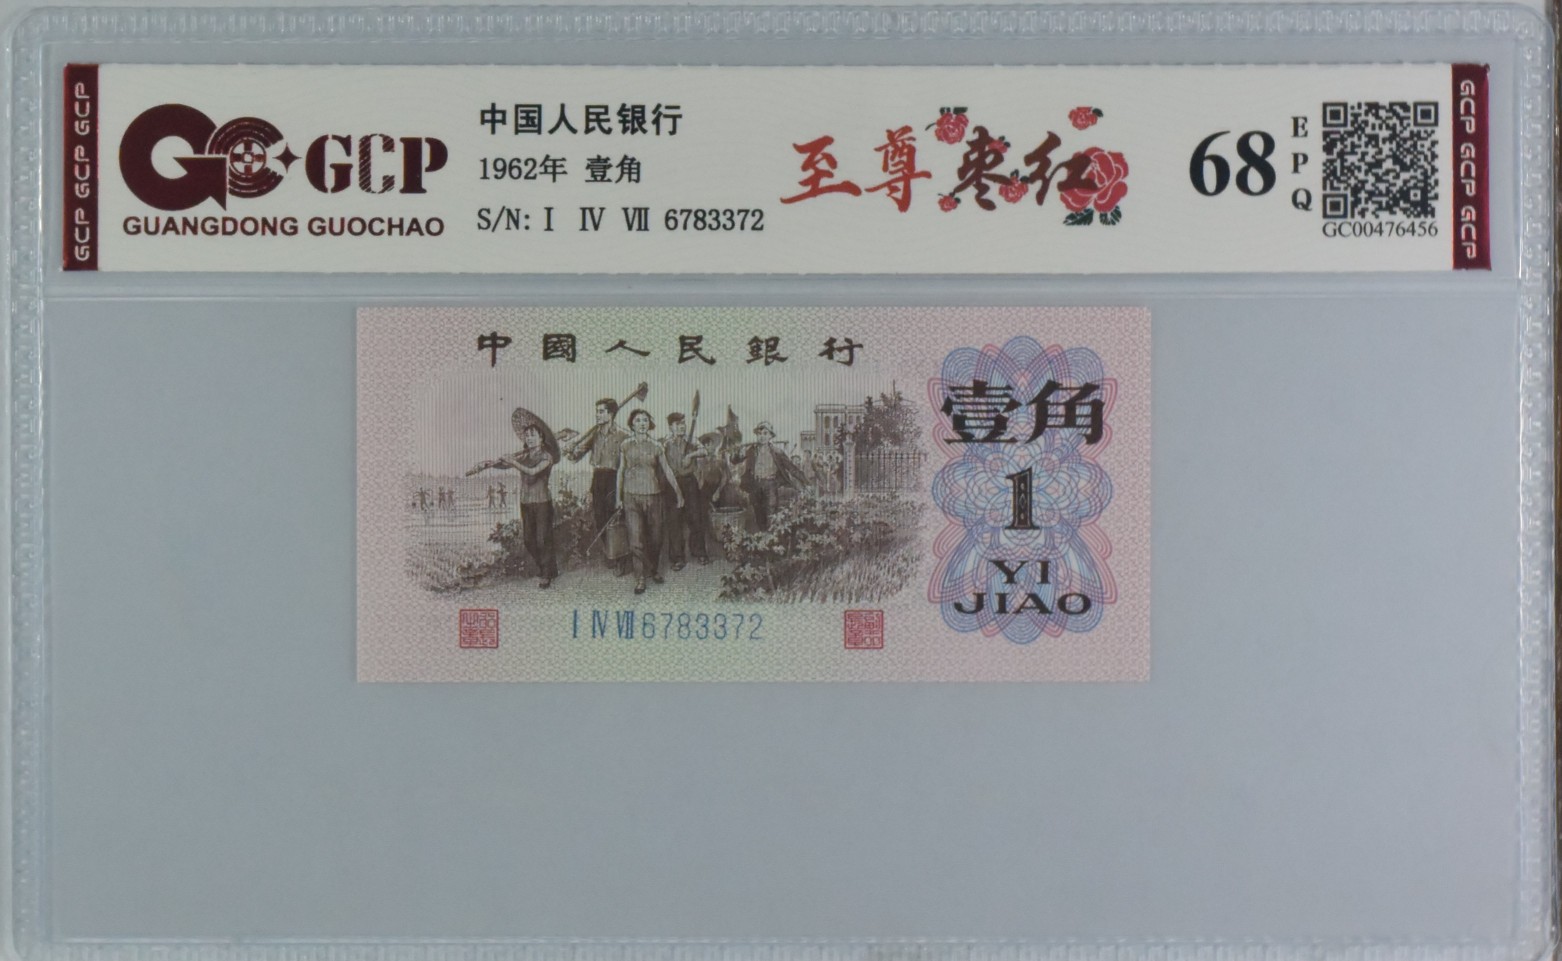 GCP GCP GCP
GCP
GUANGDONG GUOCHAO
中国人民银行
1962年 壹角
S/N: I IV VII 6783372
至尊枣红
68
EPQ
GC00476456
GCP GCP GCP
中國人民銀行
壹角
1
YI
JIAO
I IV VII 6783372